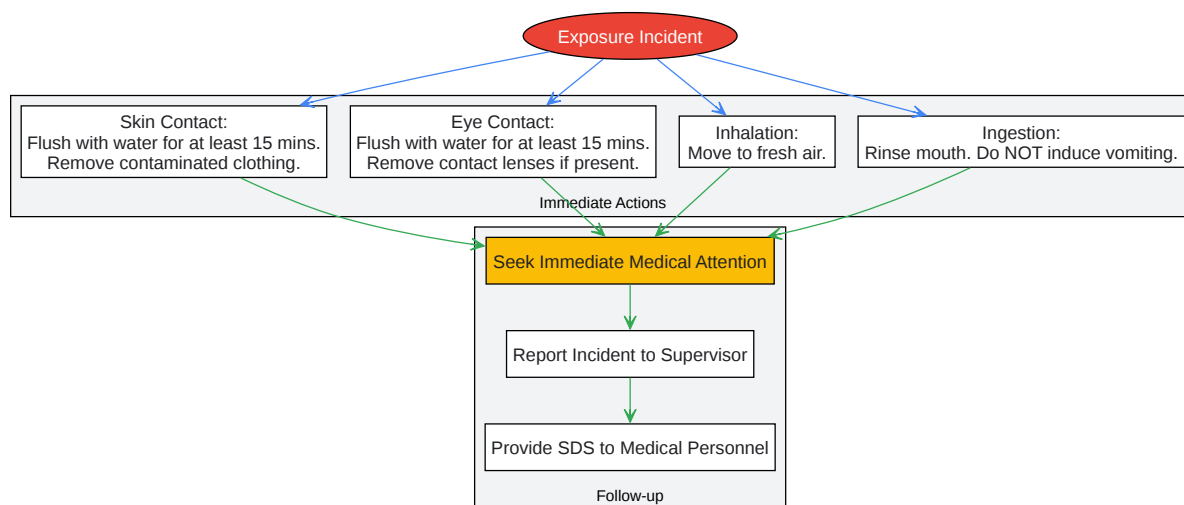 Exposure Incident
Skin Contact:
Flush with water for at least 15 mins.
Remove contaminated clothing.
Eye Contact:
Flush with water for at least 15 mins.
Remove contact lenses if present.
Inhalation:
Move to fresh air.
Ingestion:
Rinse mouth. Do NOT induce vomiting.
Immediate Actions
Seek Immediate Medical Attention
Report Incident to Supervisor
Provide SDS to Medical Personnel
Follow-up